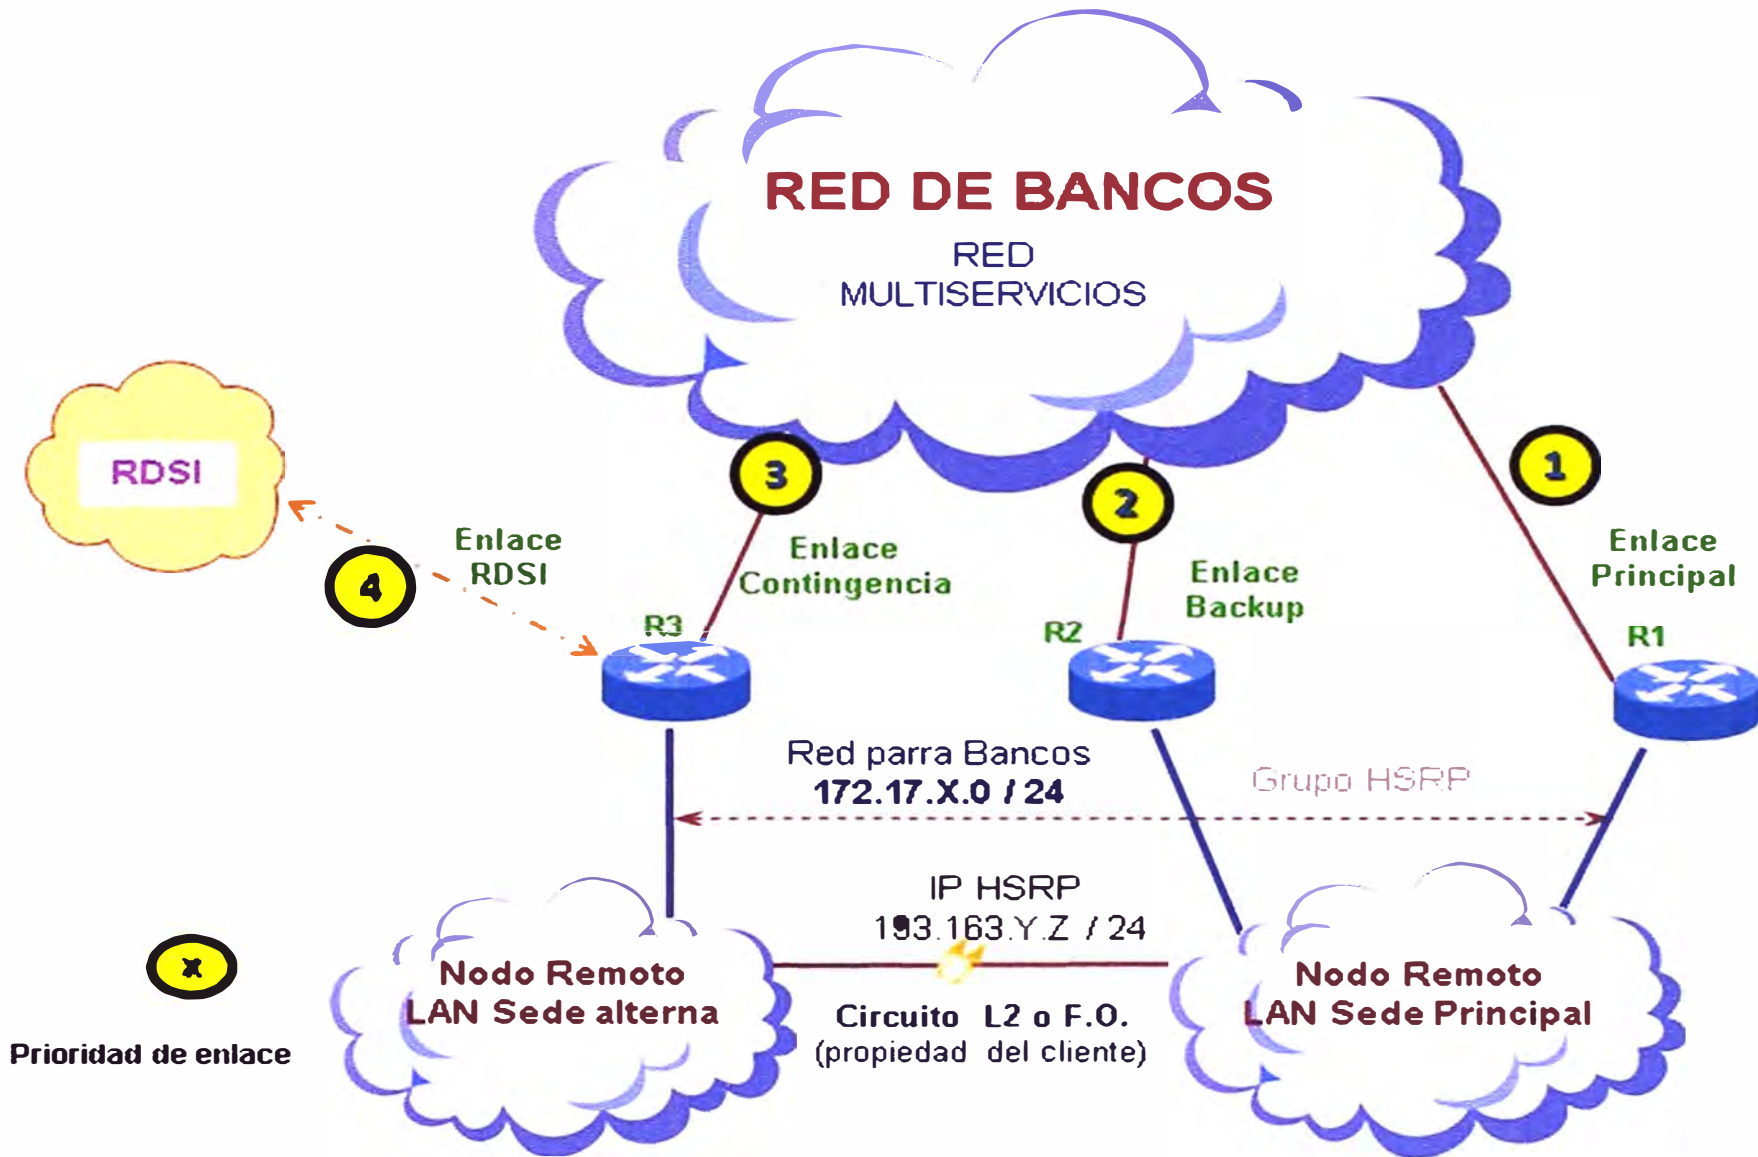 RED DE BANCOS
RED
MULTISERVICIOS
RDSI
3
2
1
4
Enlace
RDSI
Enlace
Contingencia
Enlace
Backup
Enlace
Principal
R3
R2
R1
Red parra Bancos
172.17.X.0 / 24
Grupo HSRP
IP HSRP
193.163.Y.Z / 24
x
Prioridad de enlace
Nodo Remoto
LAN Sede alterna
Circuito L2 o F.O.
(propiedad del cliente)
Nodo Remoto
LAN Sede Principal